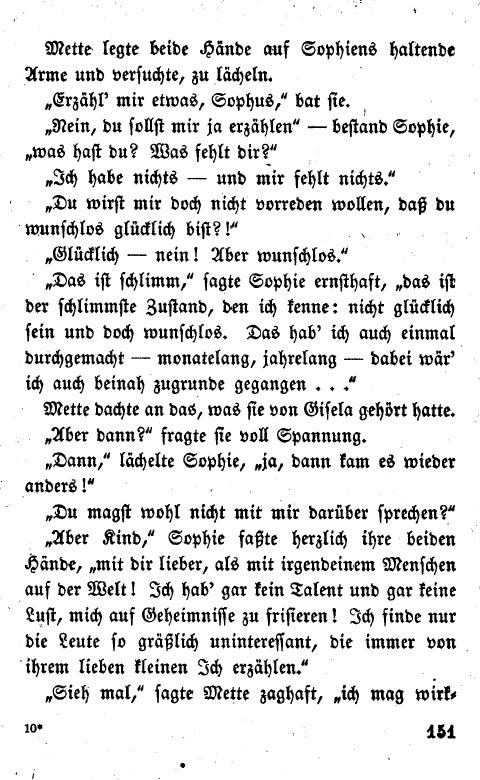 Mette legte beide Hände auf Sophiens haltende
Arme und versuchte, zu lächeln.
„Erzähl' mir etwas, Sophus,“ bat sie.
„Nein, du sollst mir ja erzählen“ — bestand Sophie,
„was hast du? Was fehlt dir?“
„Ich habe nichts — und mir fehlt nichts.“
„Du wirst mir doch nicht vorreden wollen, daß du
wunschlos glücklich bist?!“
„Glücklich — nein! Aber wunschlos.“
„Das ist schlimm,“ sagte Sophie ernsthaft, „das ist
der schlimmste Zustand, den ich kenne: nicht glücklich
sein und doch wunschlos. Das hab' ich auch einmal
durchgemacht — monatelang, jahrelang — dabei wär'
ich auch beinah zugrunde gegangen . . .“
Mette dachte an das, was sie von Gisela gehört hatte.
„Aber dann?“ fragte sie voll Spannung.
„Dann,“ lächelte Sophie, „ja, dann kam es wieder
anders!“
„Du magst wohl nicht mit mir darüber sprechen?“
„Aber Kind,“ Sophie faßte herzlich ihre beiden
Hände, „mit dir lieber, als mit irgendeinem Menschen
auf der Welt! Ich hab' gar kein Talent und gar keine
Lust, mich auf Geheimnisse zu frisieren! Ich finde nur
die Leute so gräßlich uninteressant, die immer von
ihrem lieben kleinen Ich erzählen.“
„Sieh mal,“ sagte Mette zaghaft, „ich mag wirk-
10*
151